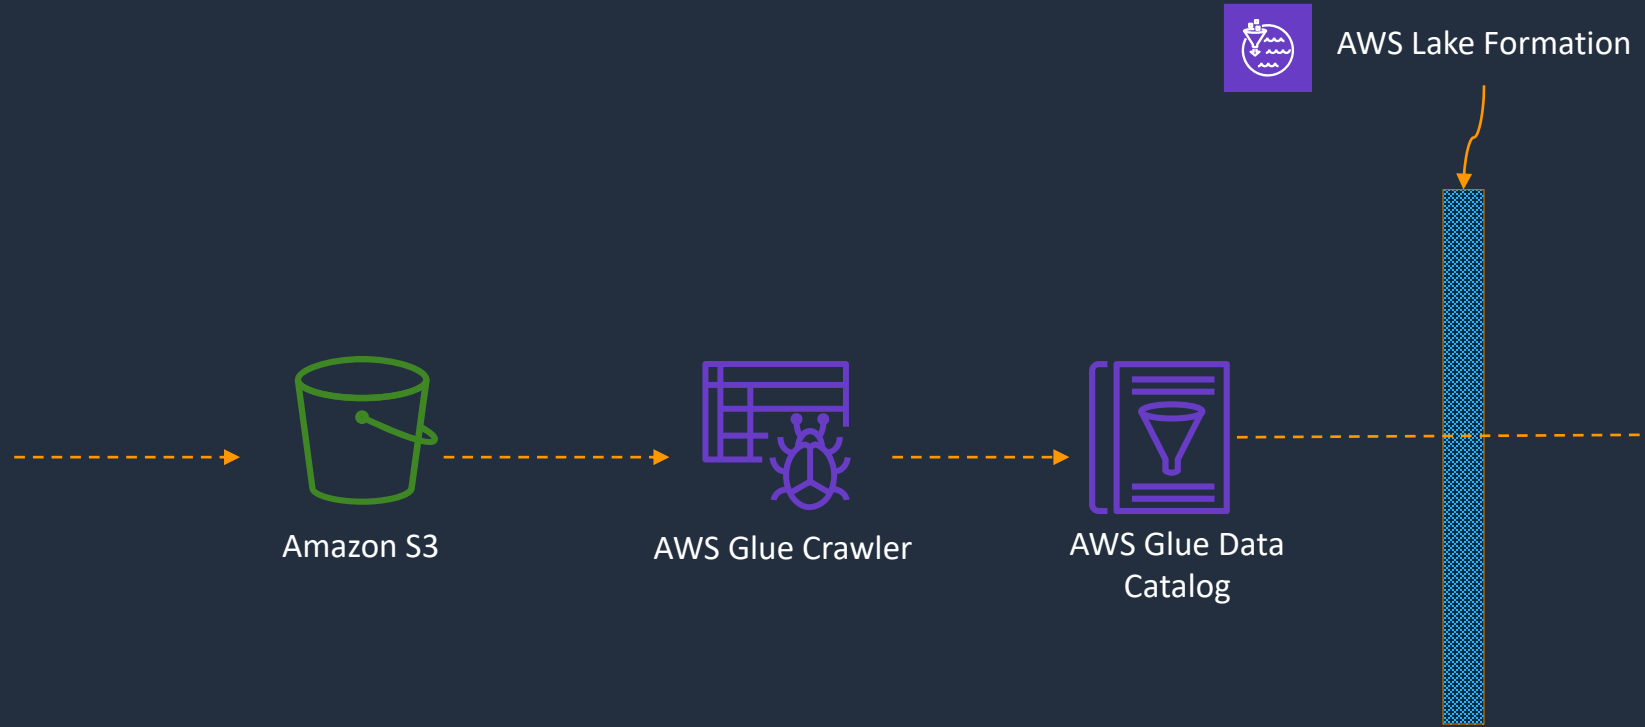 AWS Lake Formation
Amazon S3
AWS Glue Crawler
AWS Glue Data
Catalog